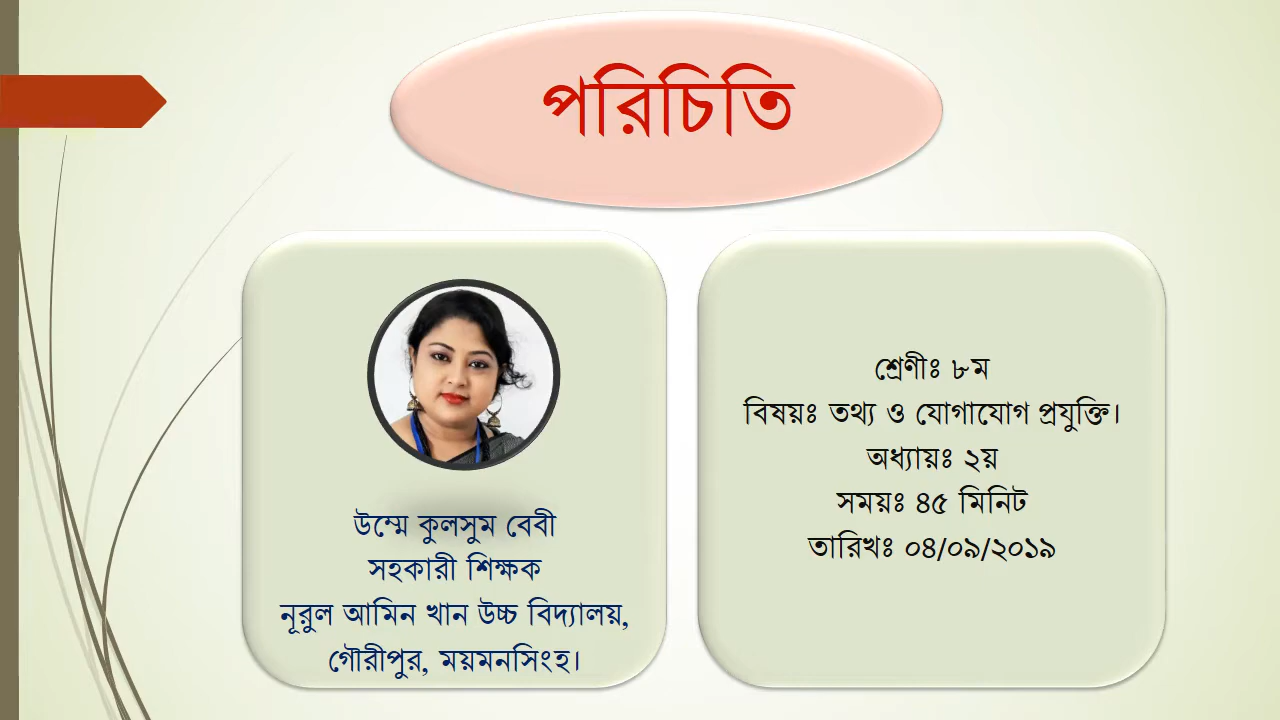 পরিচিতি
উম্মে কুলসুম বেবী
সহকারী শিক্ষক
নূরুল আমিন খান উচ্চ বিদ্যালয়,
গৌরীপুর, ময়মনসিংহ।
শ্রেণীঃ ৮ম
বিষয়ঃ তথ্য ও যোগাযোগ প্রযুক্তি।
অধ্যায়ঃ ২য়
সময়ঃ ৪৫ মিনিট
তারিখঃ ০৪/০৯/২০১৯